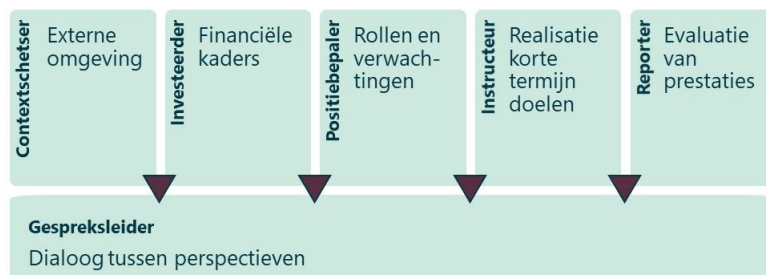 Contextschetser
Externe
omgeving
Investeerder
Financiële
kaders
Positiebepaler
Rollen en
verwach-
tingen
Instructeur
Realisatie
korte
termijn
doelen
Reporter
Evaluatie
van
prestaties
Gespreksleider
Dialoog tussen perspectieven